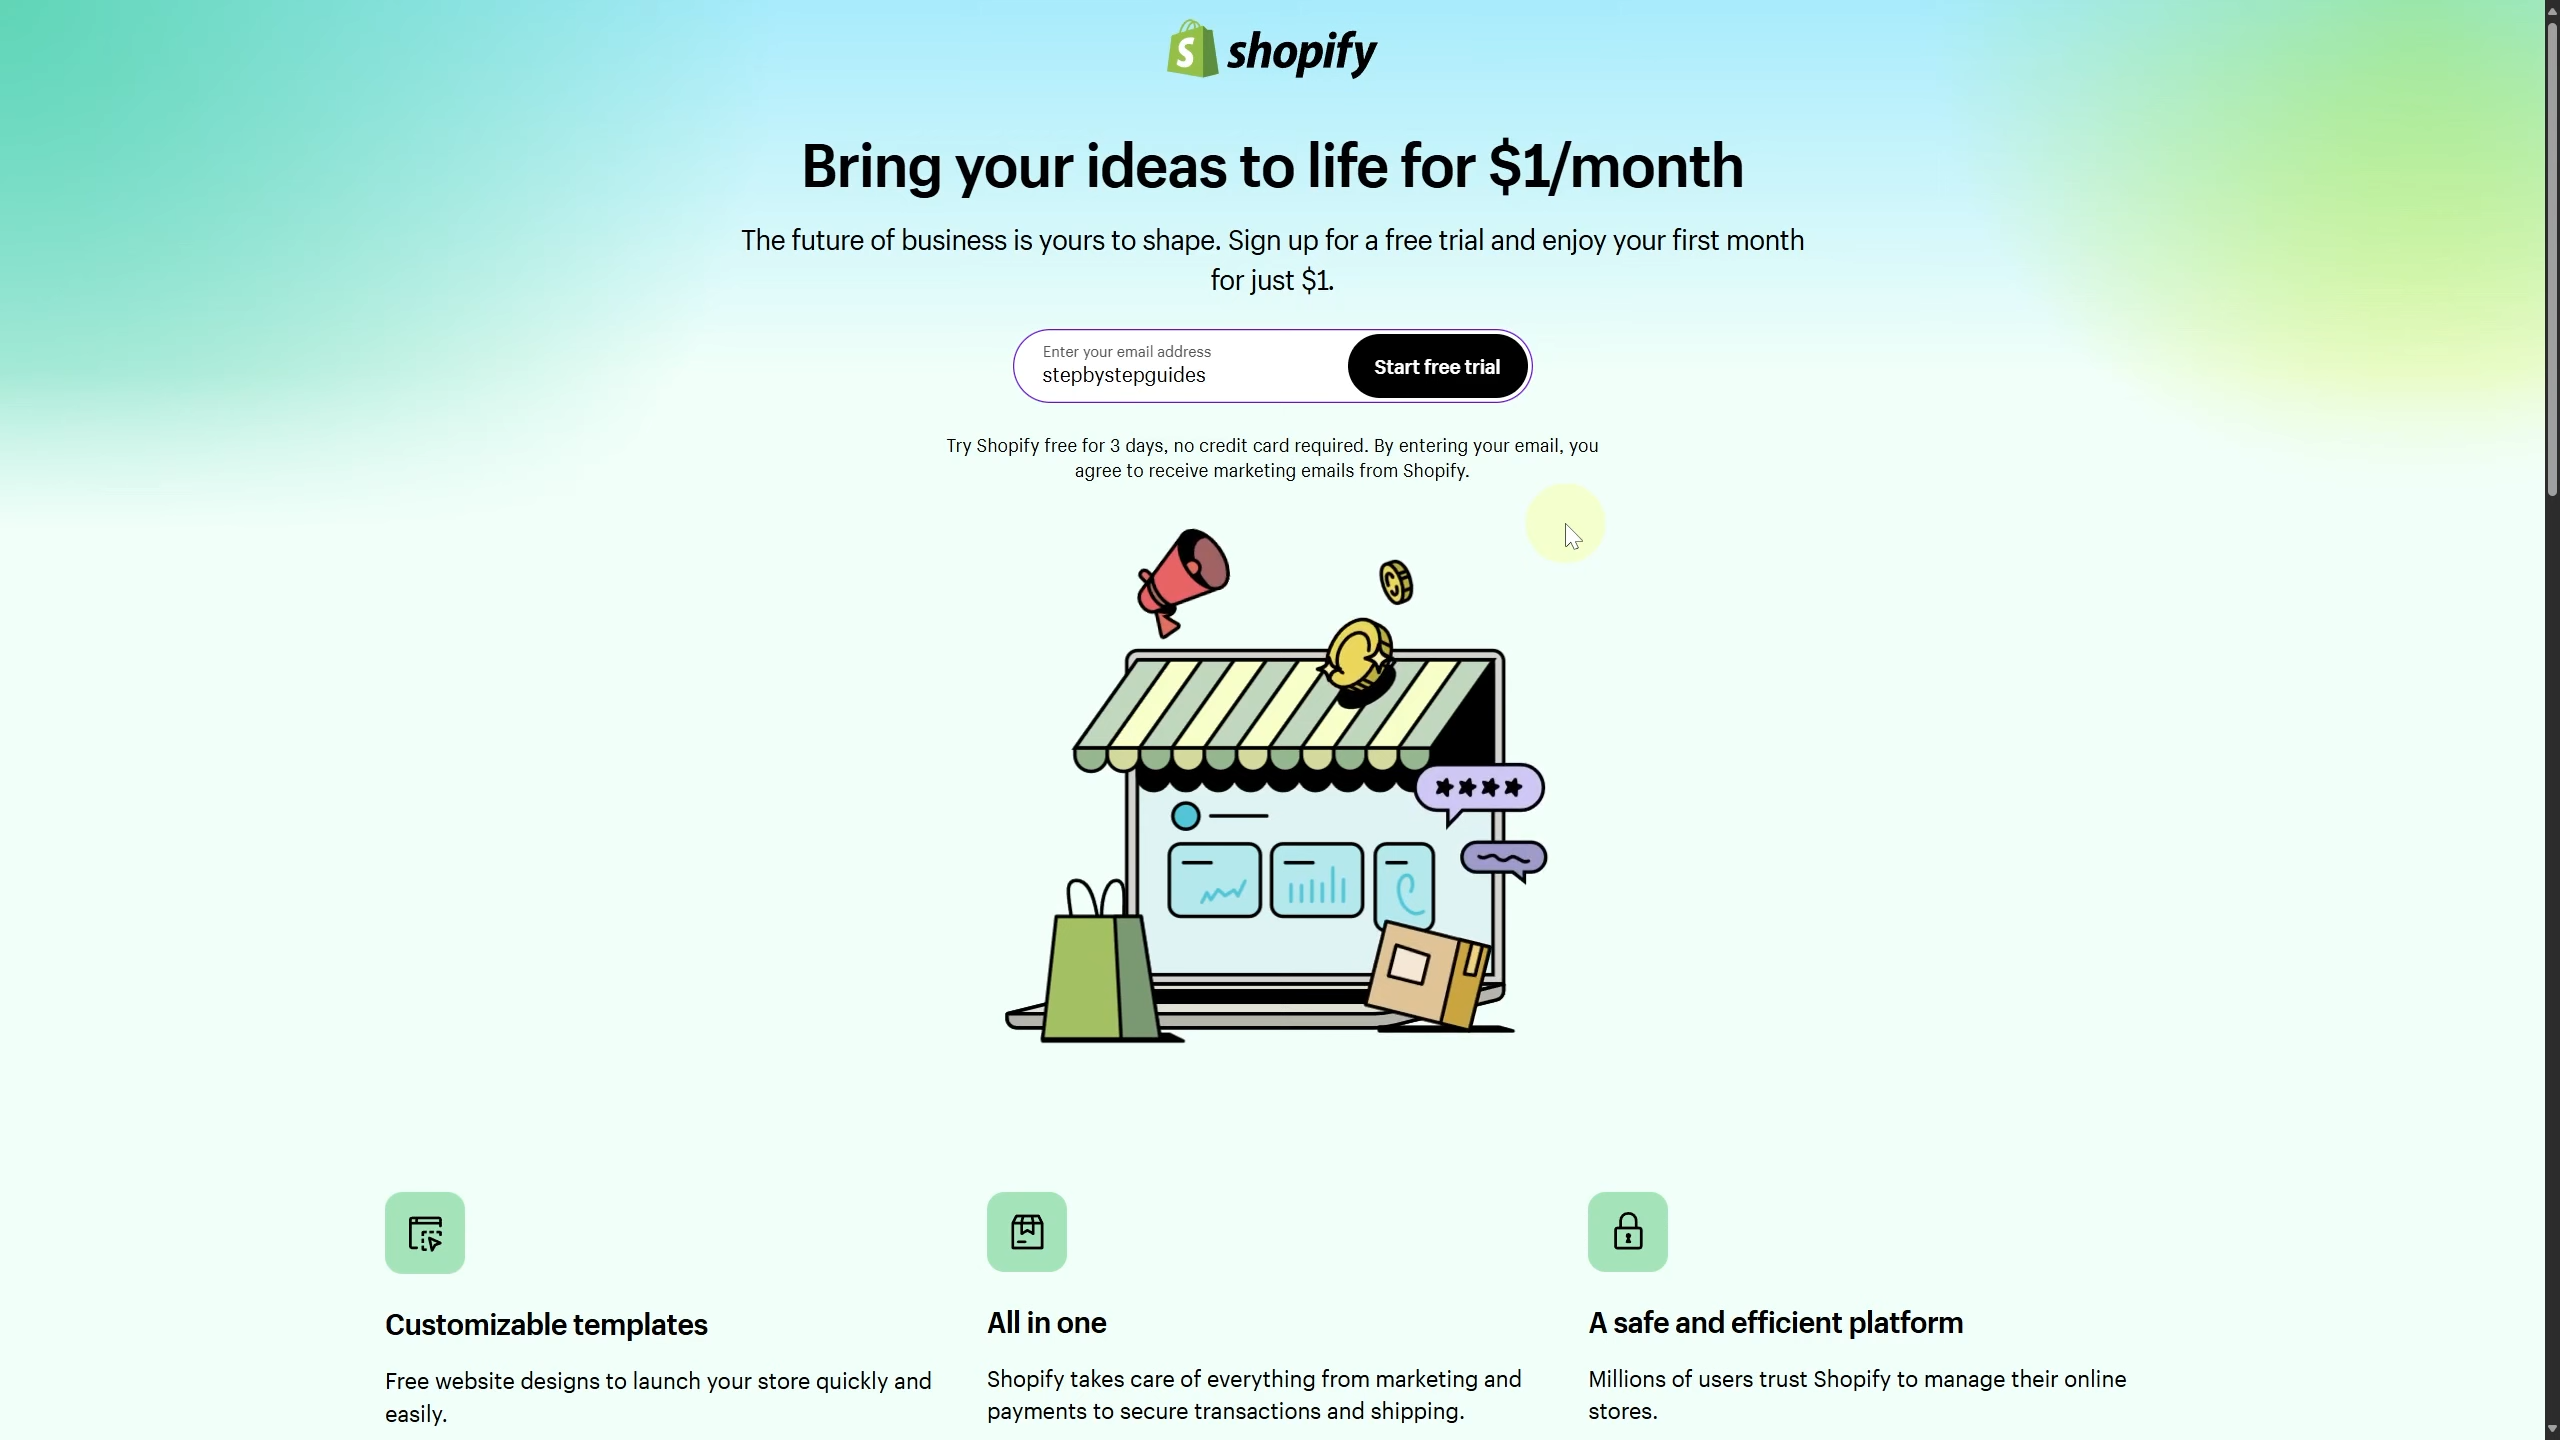 shopify
Bring your ideas to life for $1/month
The future of business is yours to shape. Sign up for a free trial and enjoy your first month
for just $1.
Enter your email address
stepbystepguides
Start free trial
Try Shopify free for 3 days, no credit card required. By entering your email, you
agree to receive marketing emails from Shopify.
Customizable templates
Free website designs to launch your store quickly and
easily.
All in one
Shopify takes care of everything from marketing and
payments to secure transactions and shipping.
A safe and efficient platform
Millions of users trust Shopify to manage their online
stores.